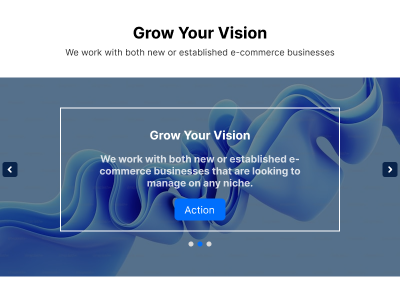 Grow Your Vision
We work with both new or established e-commerce businesses
Grow Your Vision
We work with both new or established e-
commerce businesses that are looking to
manage on any niche.
Action